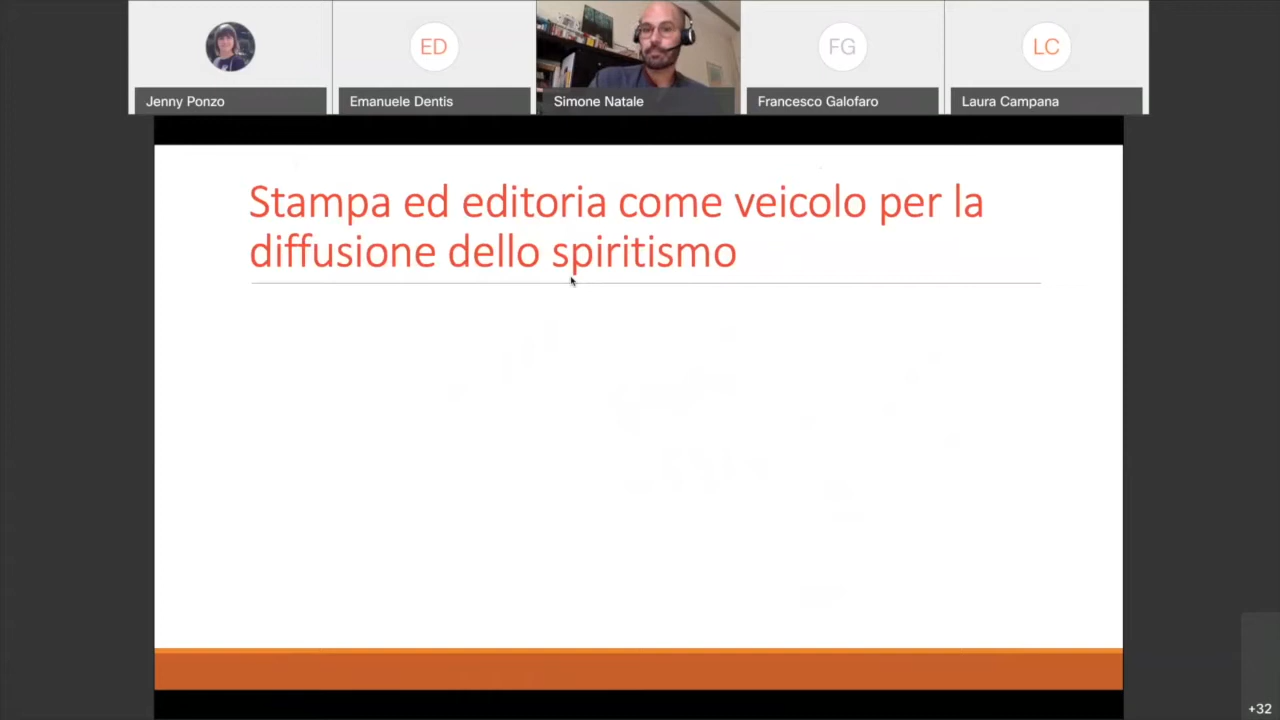 ED
FG
LC
Jenny Ponzo
Emanuele Dentis
Simone Natale
Francesco Galofaro
Laura Campana
Stampa ed editoria come veicolo per la
diffusione dello spiritismo
+32